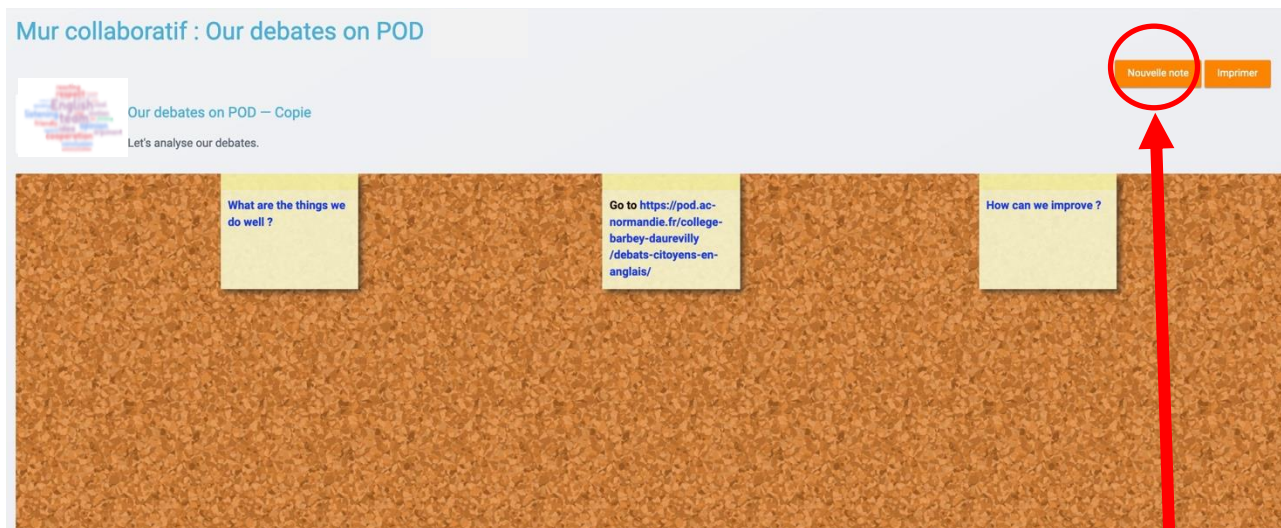 Mur collaboratif : Our debates on POD
Nouvelle note
Imprimer
English
Our debates on POD — Copie
Let's analyse our debates.
What are the things we
do well ?
Go to https://pod.ac-
normandie.fr/college-
barbey-daurevilly
/debats-citoyens-en-
anglais/
How can we improve ?